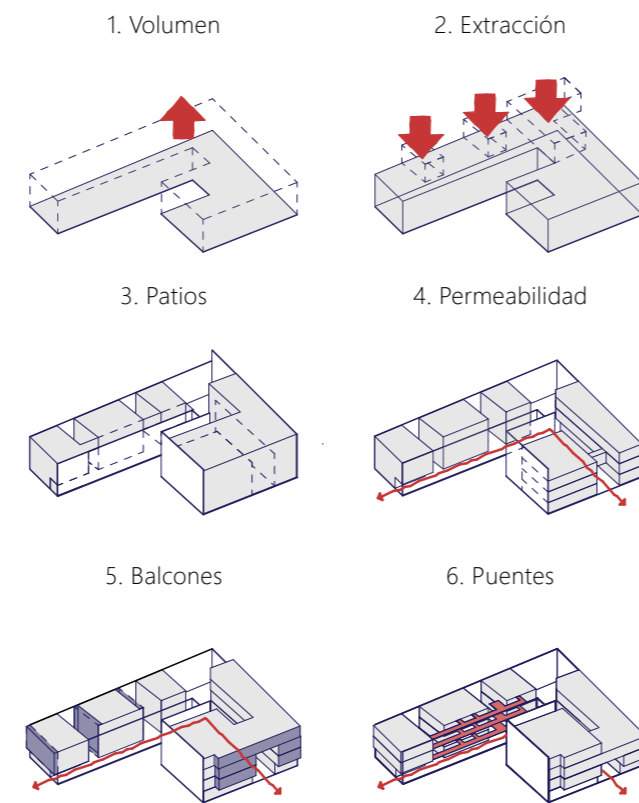 1. Volumen
2. Extracción
3. Patios
4. Permeabilidad
5. Balcones
6. Puentes